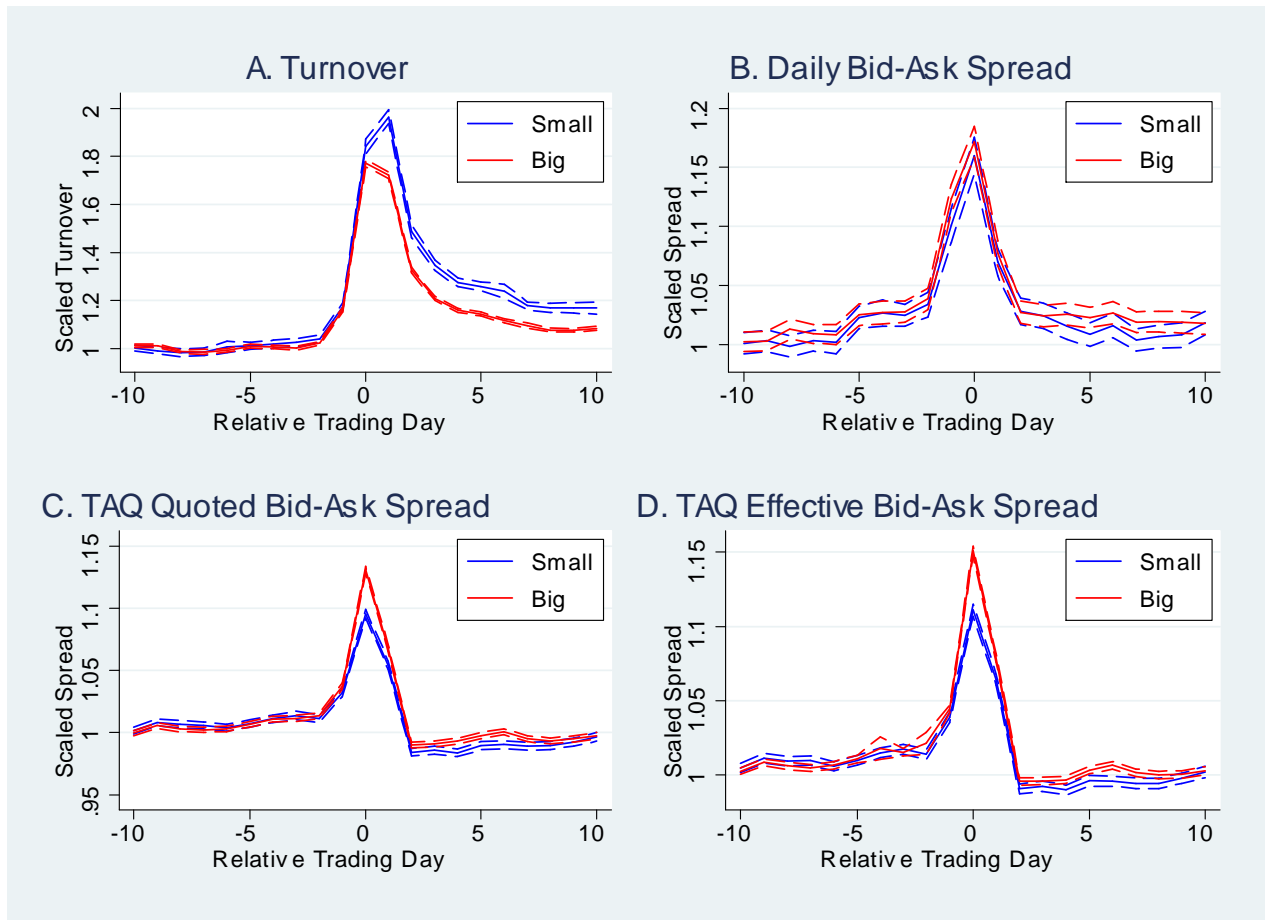 A. Turnover
Scaled Turnover
1 1.2 1.4 1.6 1.8 2
Small
Big
-10 -5 0 5 10
Relative Trading Day
B. Daily Bid-Ask Spread
Scaled Spread
1 1.05 1.1 1.15 1.2
Small
Big
-10 -5 0 5 10
Relative Trading Day
C. TAQ Quoted Bid-Ask Spread
Scaled Spread
.95 1 1.05 1.1 1.15
Small
Big
-10 -5 0 5 10
Relative Trading Day
D. TAQ Effective Bid-Ask Spread
Scaled Spread
1 1.05 1.1 1.15
Small
Big
-10 -5 0 5 10
Relative Trading Day